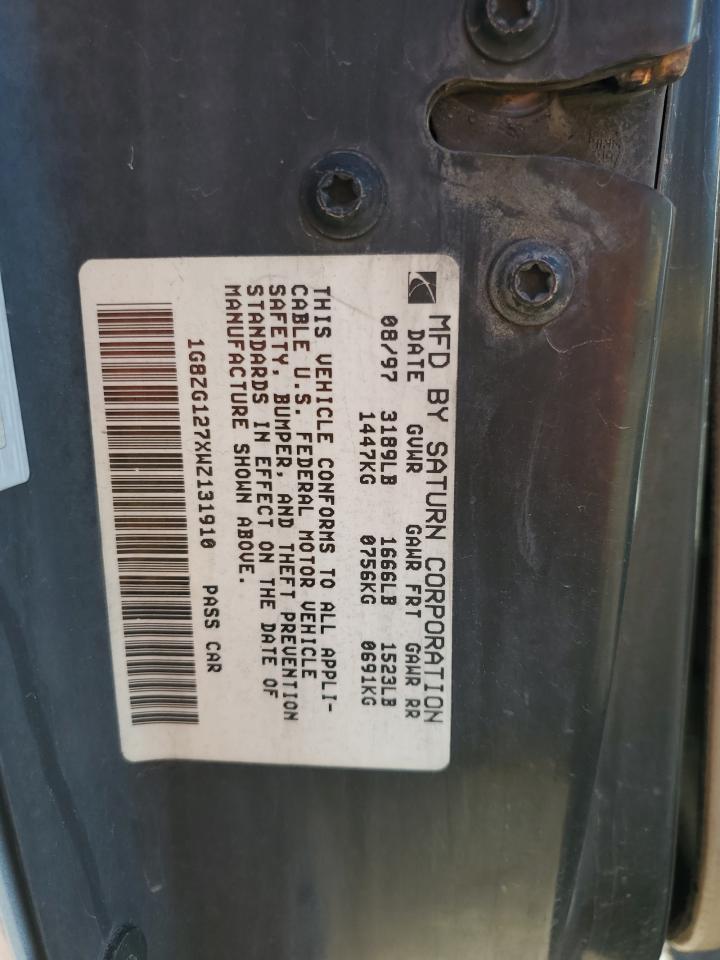 MFD BY SATURN CORPORATION
DATE GVWR GAWR FRT GAWR RR
08/97 3189LB 1666LB 1523LB
1447KG 0756KG 0691KG
THIS VEHICLE CONFORMS TO ALL APPLI-
CABLE U.S. FEDERAL MOTOR VEHICLE
SAFETY, BUMPER, AND THEFT PREVENTION
STANDARDS IN EFFECT ON THE DATE OF
MANUFACTURE SHOWN ABOVE.
1G8ZG127XWZ131910 PASS CAR